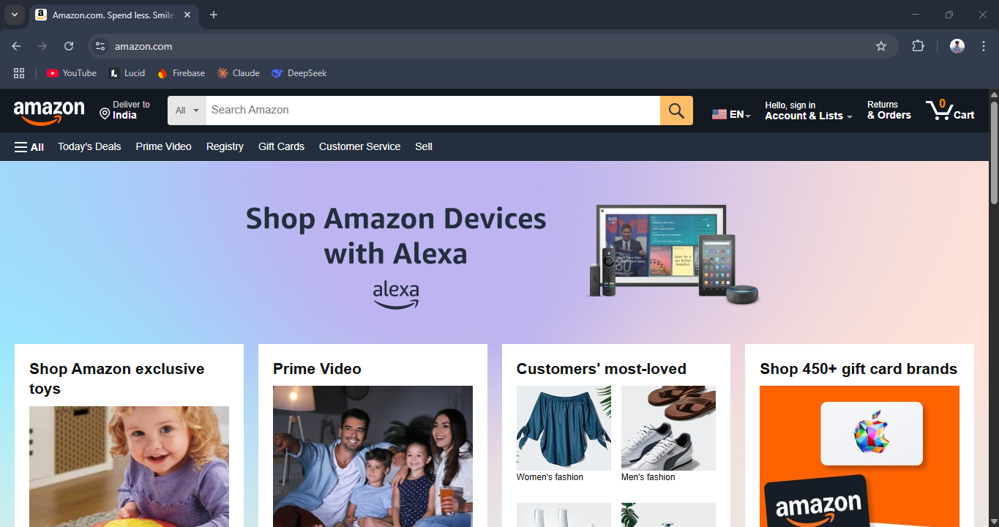 Amazon.com. Spend less. Smile
amazon.com
YouTube
Lucid
Firebase
Claude
DeepSeek
amazon
Deliver to
India
All
Search Amazon
EN
Hello, sign in
Account & Lists
Returns
& Orders
0
Cart
All
Today's Deals
Prime Video
Registry
Gift Cards
Customer Service
Sell
Shop Amazon Devices
with Alexa
alexa
8:03
Shop Amazon exclusive
toys
Prime Video
Customers' most-loved
Women's fashion
Men's fashion
Shop 450+ gift card brands
amazon